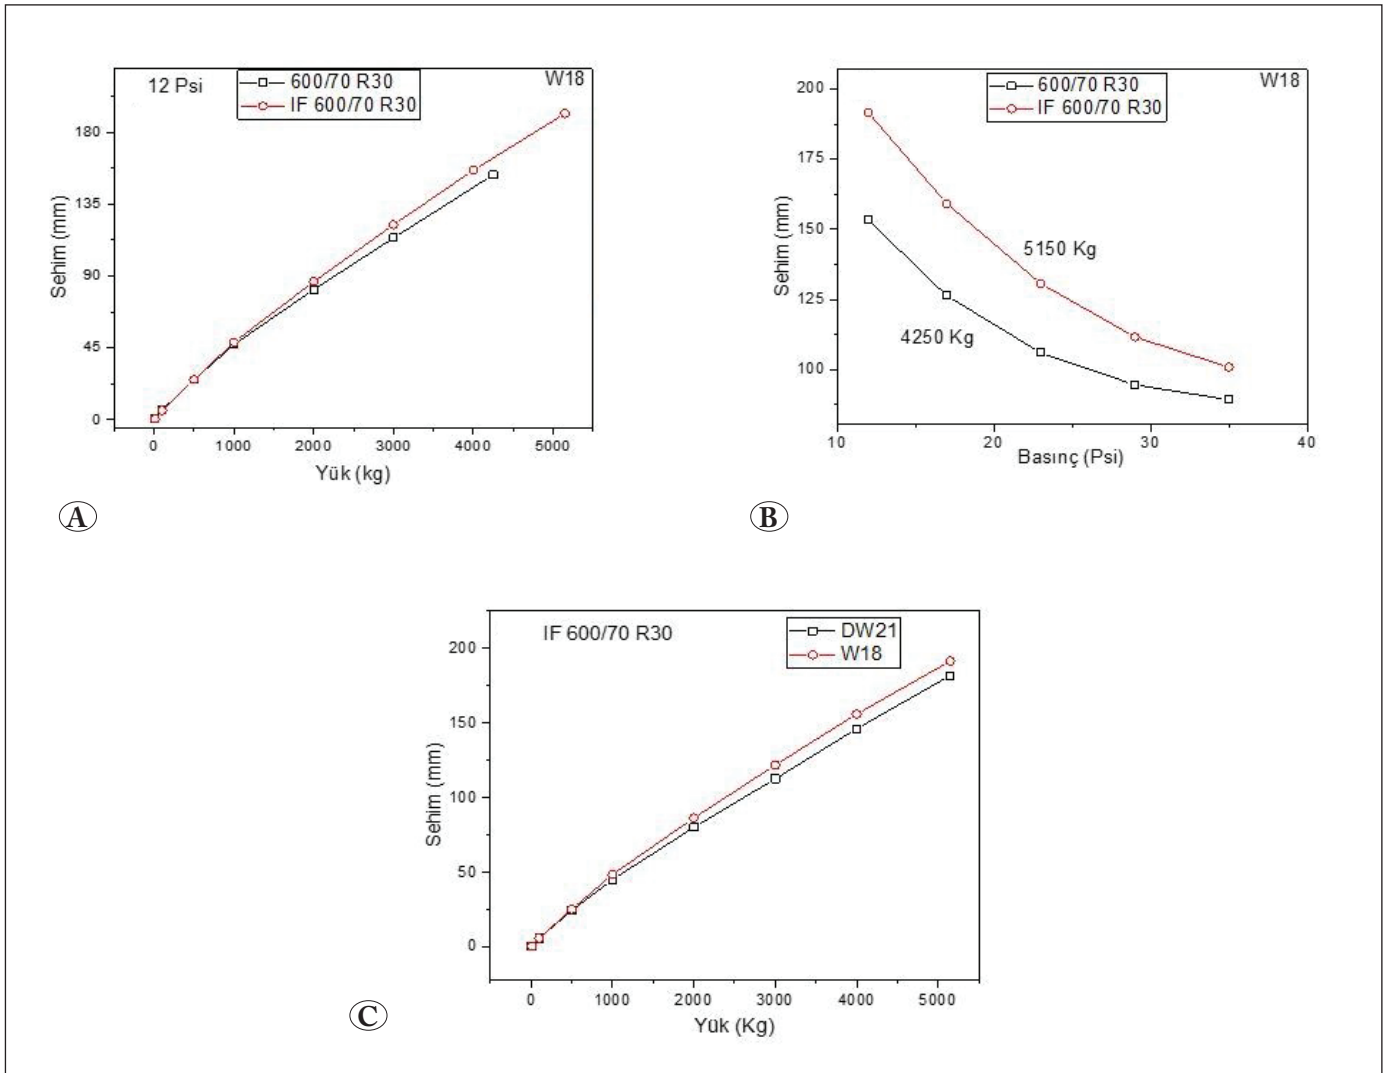 12 Psi
600/70 R30
IF 600/70 R30
W18
180
135
90
45
0
Sehim (mm)
0 1000 2000 3000 4000 5000
Yük (kg)
A
600/70 R30
IF 600/70 R30
W18
200
175
150
125
100
Sehim (mm)
5150 Kg
4250 Kg
10 20 30 40
Basınç (Psi)
B
IF 600/70 R30
DW21
W18
200
150
100
50
0
Sehim (mm)
0 1000 2000 3000 4000 5000
Yük (Kg)
C